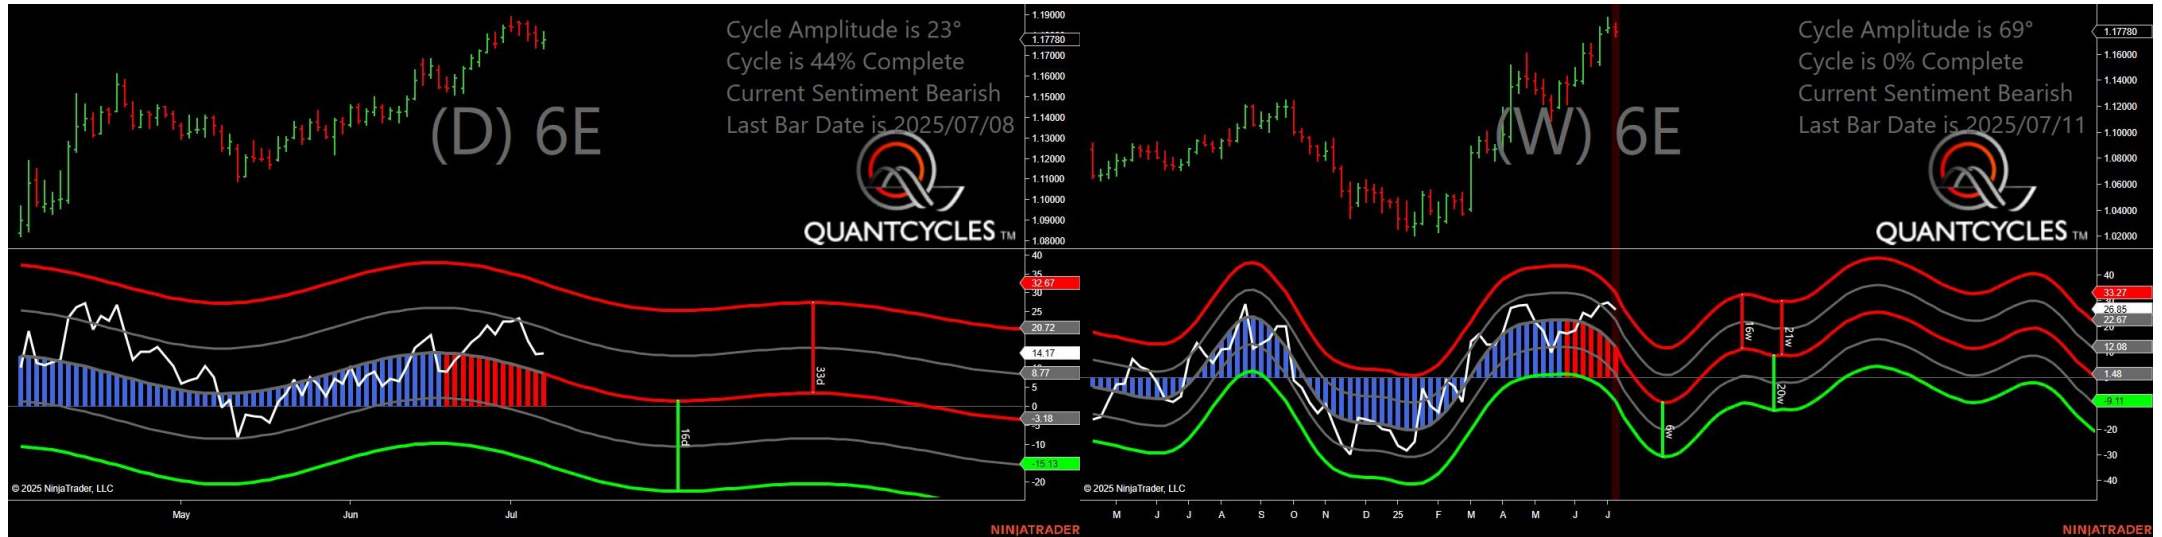 Cycle Amplitude is 23°
Cycle is 44% Complete
Current Sentiment Bearish
Last Bar Date is 2025/07/08
(D) 6E
QUANTCYCLES TM
1.19000
1.17780
1.17000
1.16000
1.15000
1.14000
1.13000
1.12000
1.11000
1.10000
1.09000
1.08000
40
35
32.67
30
25
20.72
14.17
8.77
5
0
-3.18
-5
-10
-15.13
-20
33d
16d
© 2025 NinjaTrader, LLC
May Jun Jul
NINJATRADER
Cycle Amplitude is 69°
Cycle is 0% Complete
Current Sentiment Bearish
Last Bar Date is 2025/07/11
(W) 6E
QUANTCYCLES TM
1.17780
1.16000
1.14000
1.12000
1.10000
1.08000
1.06000
1.04000
1.02000
40
33.27
26.85
22.67
20
12.08
1.48
-9.11
-20
-30
-40
16w
21w
20w
6w
© 2025 NinjaTrader, LLC
M J J A S O N D 25 F M A M J J
NINJATRADER